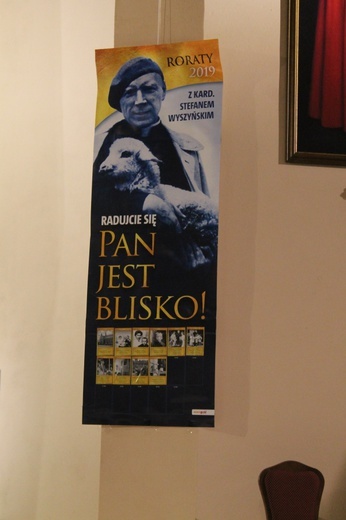 RORATY
2019
Z KARD.
STEFANEM
WYSZYŃSKIM
RADUJCIE SIĘ
PAN
JEST
BLISKO!